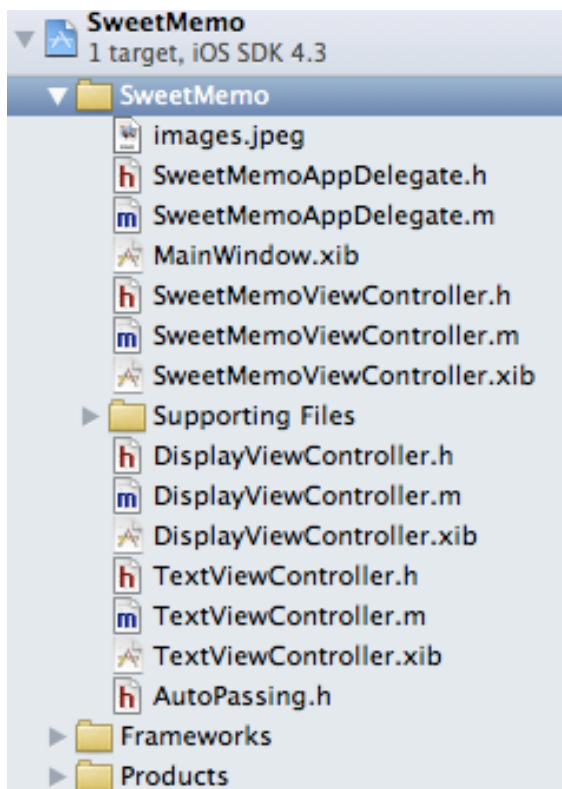 SweetMemo
1 target, iOS SDK 4.3
SweetMemo
images.jpeg
h SweetMemoAppDelegate.h
m SweetMemoAppDelegate.m
MainWindow.xib
h SweetMemoViewController.h
m SweetMemoViewController.m
SweetMemoViewController.xib
Supporting Files
h DisplayViewController.h
m DisplayViewController.m
DisplayViewController.xib
h TextViewController.h
m TextViewController.m
TextViewController.xib
h AutoPassing.h
Frameworks
Products